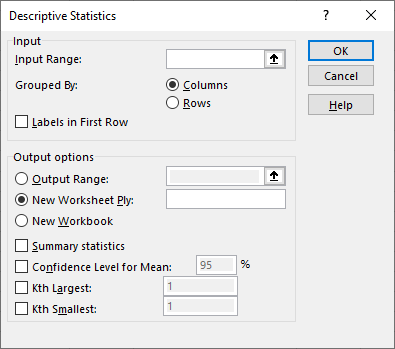 Descriptive Statistics
? ×
Input
Input Range:
OK
Cancel
Grouped By:
Columns
Rows
Help
Labels in First Row
Output options
Output Range:
New Worksheet Ply:
New Workbook
Summary statistics
Confidence Level for Mean: 95 %
Kth Largest: 1
Kth Smallest: 1